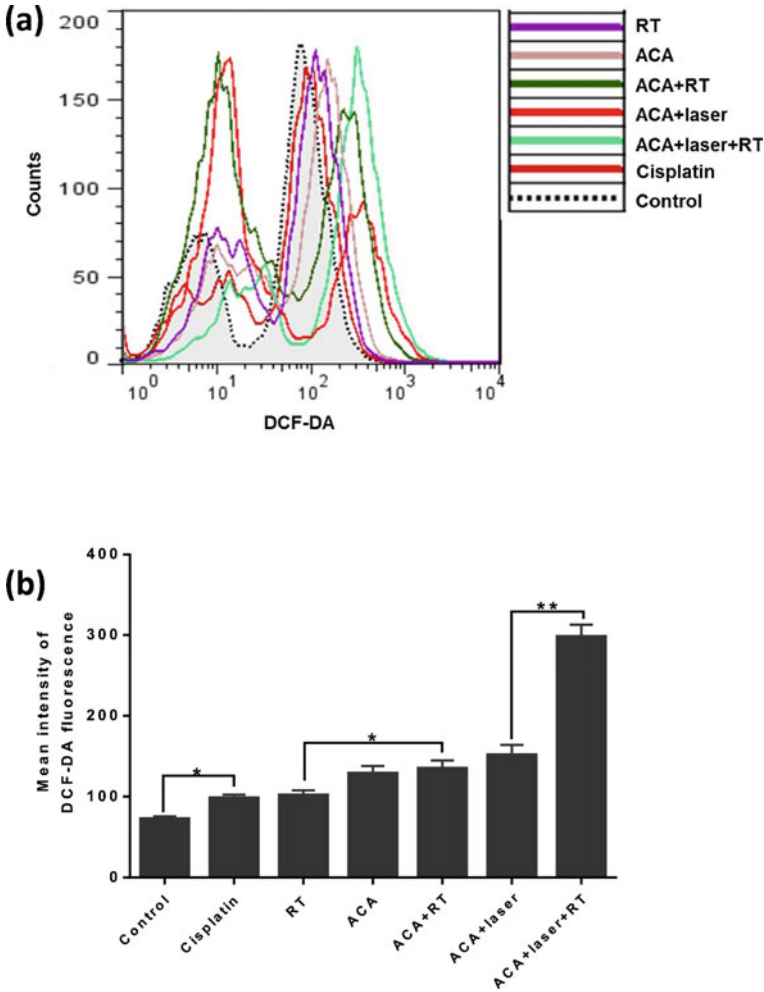 (a)
200
150
100
50
0
Counts
10^0 10^1 10^2 10^3 10^4
DCF-DA
RT
ACA
ACA+RT
ACA+laser
ACA+laser+RT
Cisplatin
Control
(b)
400
300
200
100
0
Mean intensity of
DCF-DA fluorescence
*
*
**
Control
Cisplatin
RT
ACA
ACA+RT
ACA+laser
ACA+laser+RT